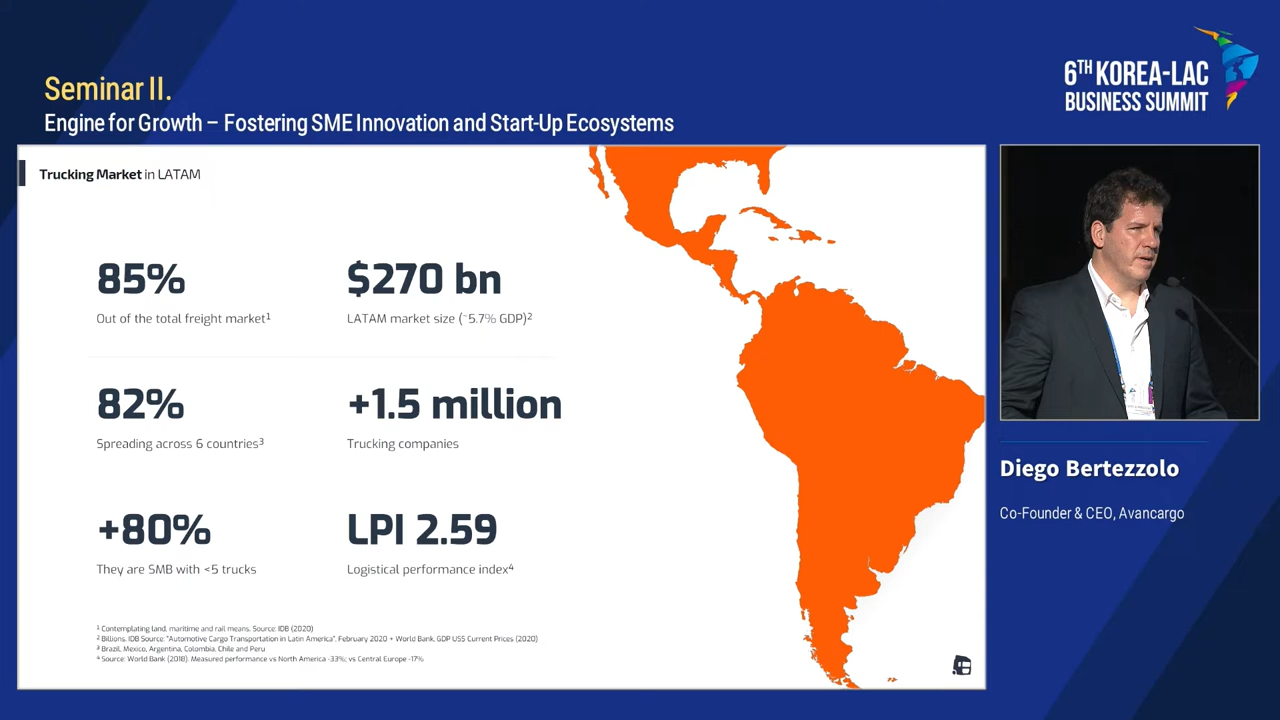 Seminar II.
Engine for Growth – Fostering SME Innovation and Start-Up Ecosystems
6TH KOREA-LAC
BUSINESS SUMMIT
Trucking Market in LATAM
85%
Out of the total freight market¹
$270 bn
LATAM market size (~5.7% GDP)²
82%
Spreading across 6 countries³
+1.5 million
Trucking companies
+80%
They are SMB with <5 trucks
LPI 2.59
Logistical performance index⁴
¹ Contemplating land, maritime and rail means. Source: IDB (2020)
² Billions. IDB Source: "Automotive Cargo Transportation in Latin America", February 2020 + World Bank, GDP US$ Current Prices (2020)
³ Brazil, Mexico, Argentina, Colombia, Chile and Peru
⁴ Source: World Bank (2018). Measured performance vs North America -33%; vs Central Europe -17%
Diego Bertezzolo
Co-Founder & CEO, Avancargo